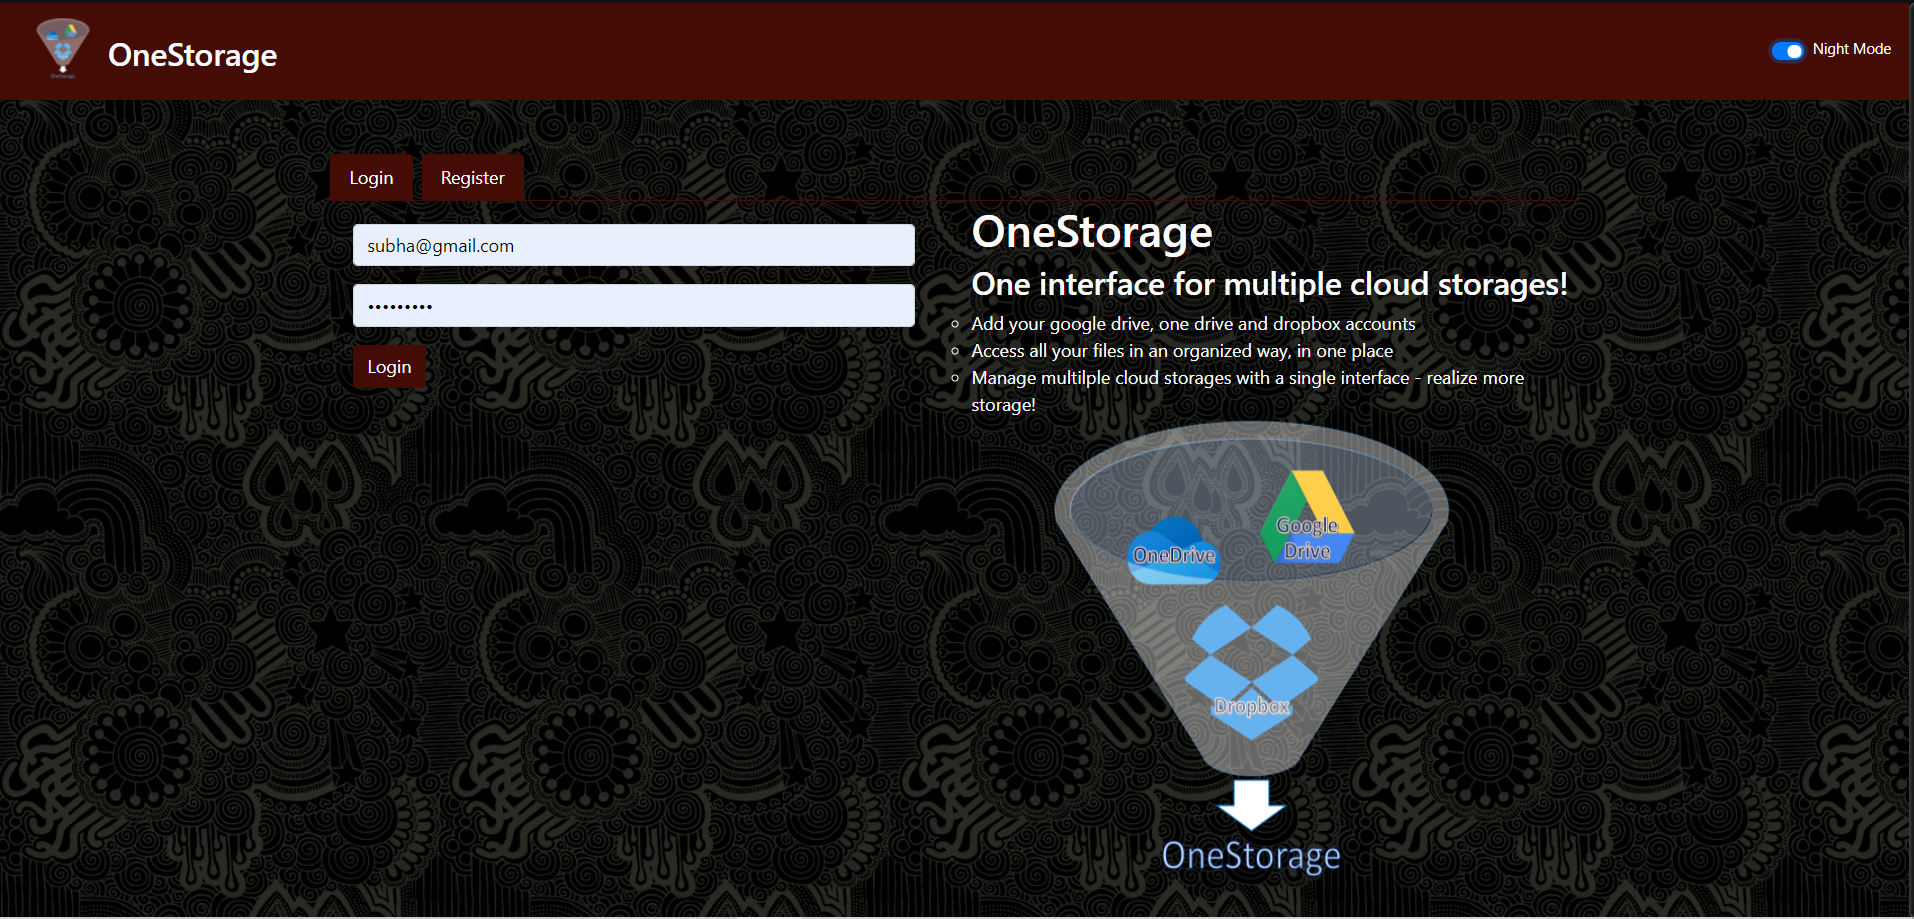 OneStorage
Night Mode
Login
Register
subha@gmail.com
•••••••••
Login
OneStorage
One interface for multiple cloud storages!
Add your google drive, one drive and dropbox accounts
Access all your files in an organized way, in one place
Manage multilple cloud storages with a single interface - realize more
storage!
Google
Drive
OneDrive
Dropbox
OneStorage